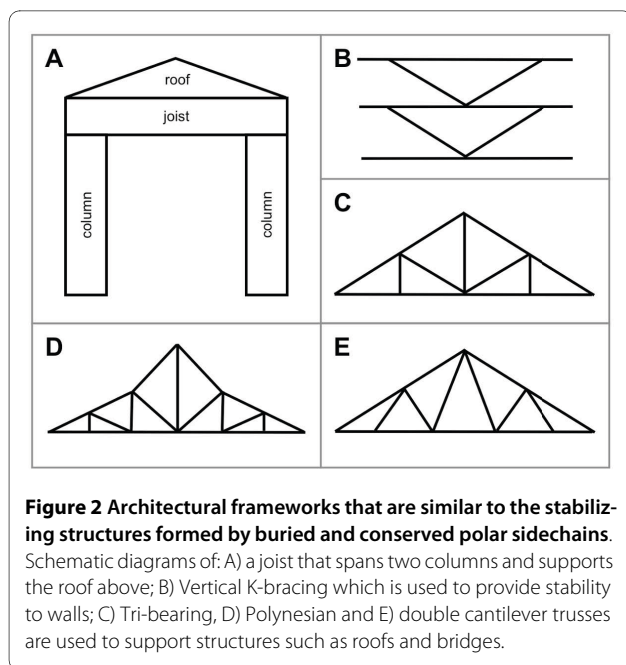 A
roof
joist
column
column
B
C
D
E
Figure 2 Architectural frameworks that are similar to the stabiliz-
ing structures formed by buried and conserved polar sidechains.
Schematic diagrams of: A) a joist that spans two columns and supports
the roof above; B) Vertical K-bracing which is used to provide stability
to walls; C) Tri-bearing, D) Polynesian and E) double cantilever trusses
are used to support structures such as roofs and bridges.